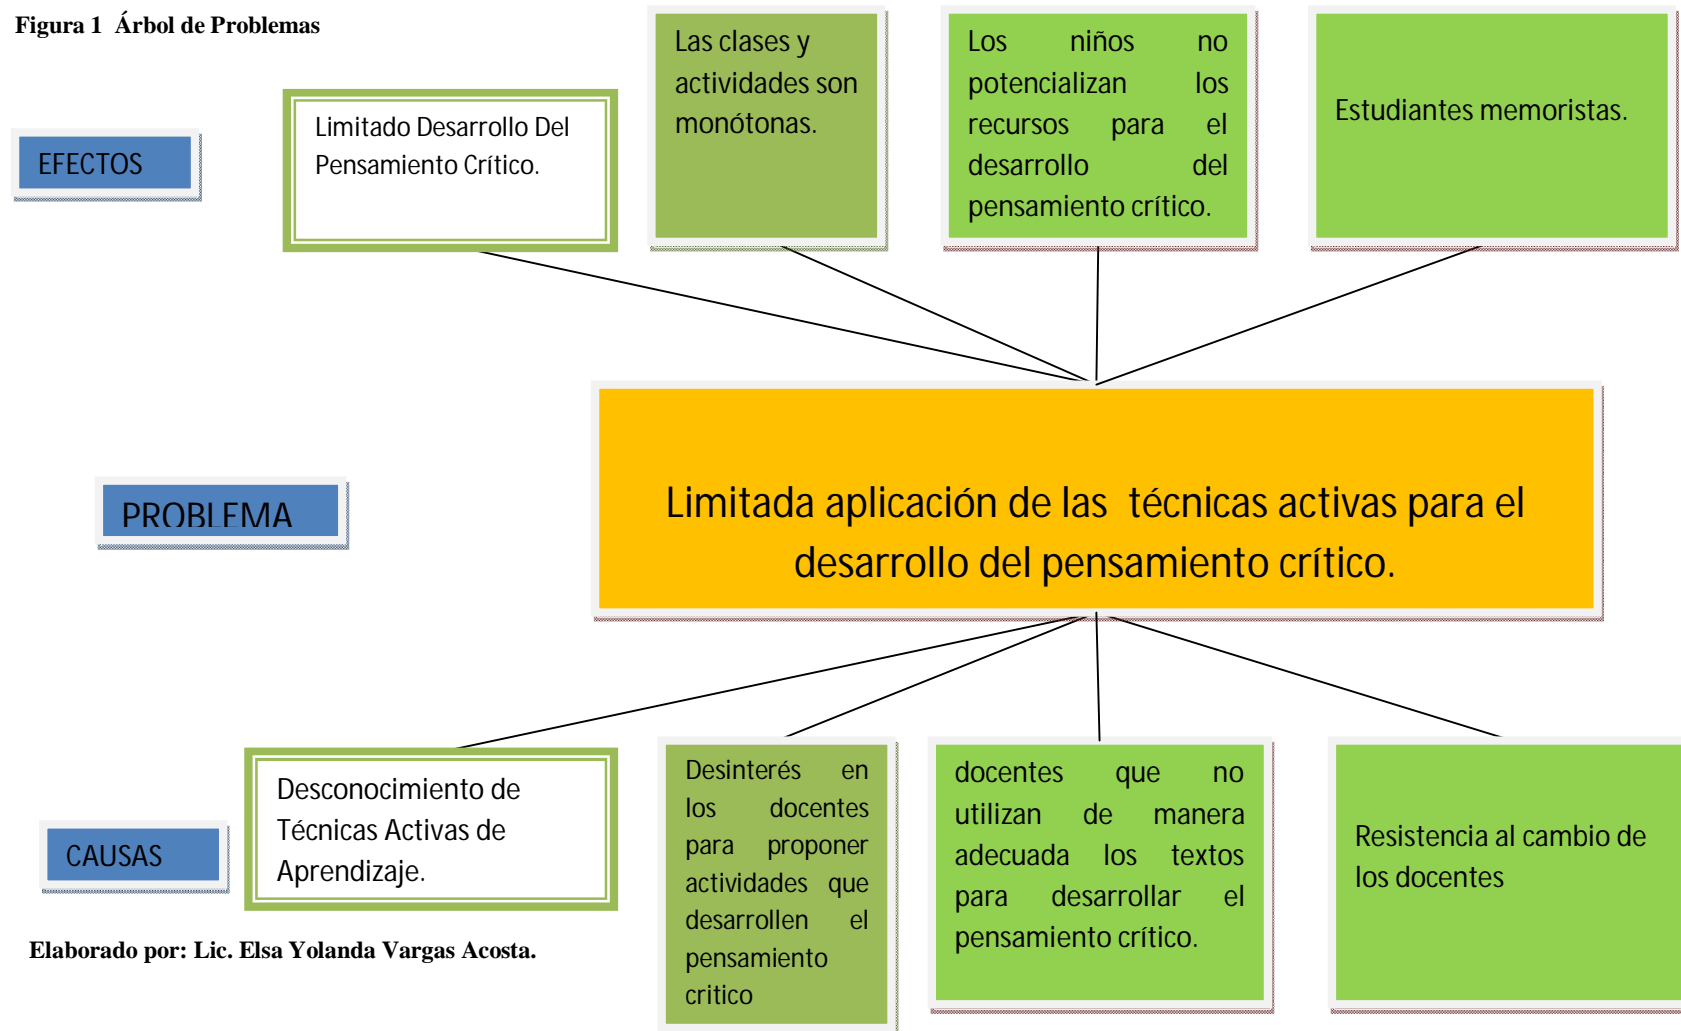 Figura 1 Árbol de Problemas
EFECTOS
Limitado Desarrollo Del
Pensamiento Crítico.
Las clases y
actividades son
monótonas.
Los niños no
potencializan los
recursos para el
desarrollo del
pensamiento crítico.
Estudiantes memoristas.
PROBLEMA
Limitada aplicación de las técnicas activas para el
desarrollo del pensamiento crítico.
CAUSAS
Desconocimiento de
Técnicas Activas de
Aprendizaje.
Desinterés en
los docentes
para proponer
actividades que
desarrollen el
pensamiento
critico
docentes que no
utilizan de manera
adecuada los textos
para desarrollar el
pensamiento crítico.
Resistencia al cambio de
los docentes
Elaborado por: Lic. Elsa Yolanda Vargas Acosta.